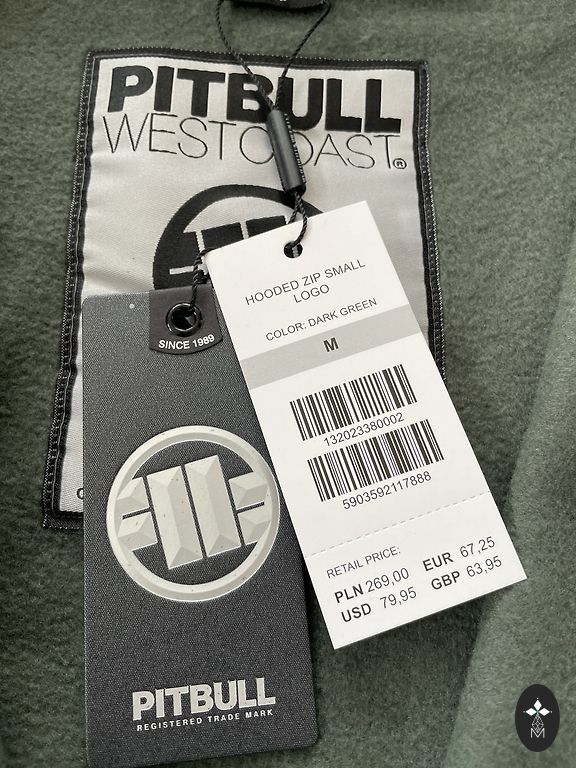 PITBULL
WEST COAST®
SINCE 1989
PITBULL
REGISTERED TRADE MARK
HOODED ZIP SMALL
LOGO
COLOR: DARK GREEN
M
132023380002
5903592117888
RETAIL PRICE:
PLN 269,00 EUR 67,25
USD 79,95 GBP 63,95
M